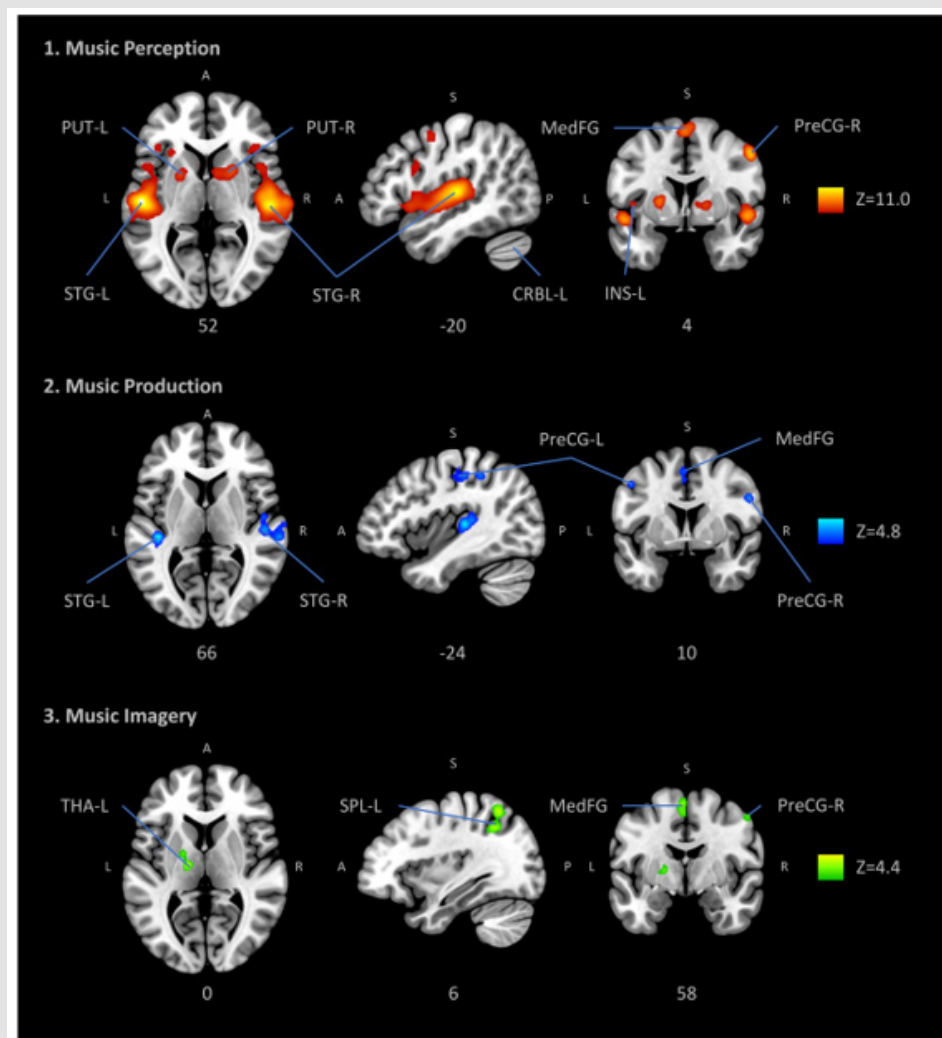 1. Music Perception
A
S
S
PUT-L
PUT-R
MedFG
PreCG-R
L
R
A
P
L
R
Z=11.0
STG-L
STG-R
CRBL-L
INS-L
52
-20
4
2. Music Production
A
S
S
PreCG-L
MedFG
L
R
A
P
L
R
Z=4.8
STG-L
STG-R
PreCG-R
66
-24
10
3. Music Imagery
A
S
S
THA-L
SPL-L
MedFG
PreCG-R
L
R
A
P
L
R
Z=4.4
0
6
58